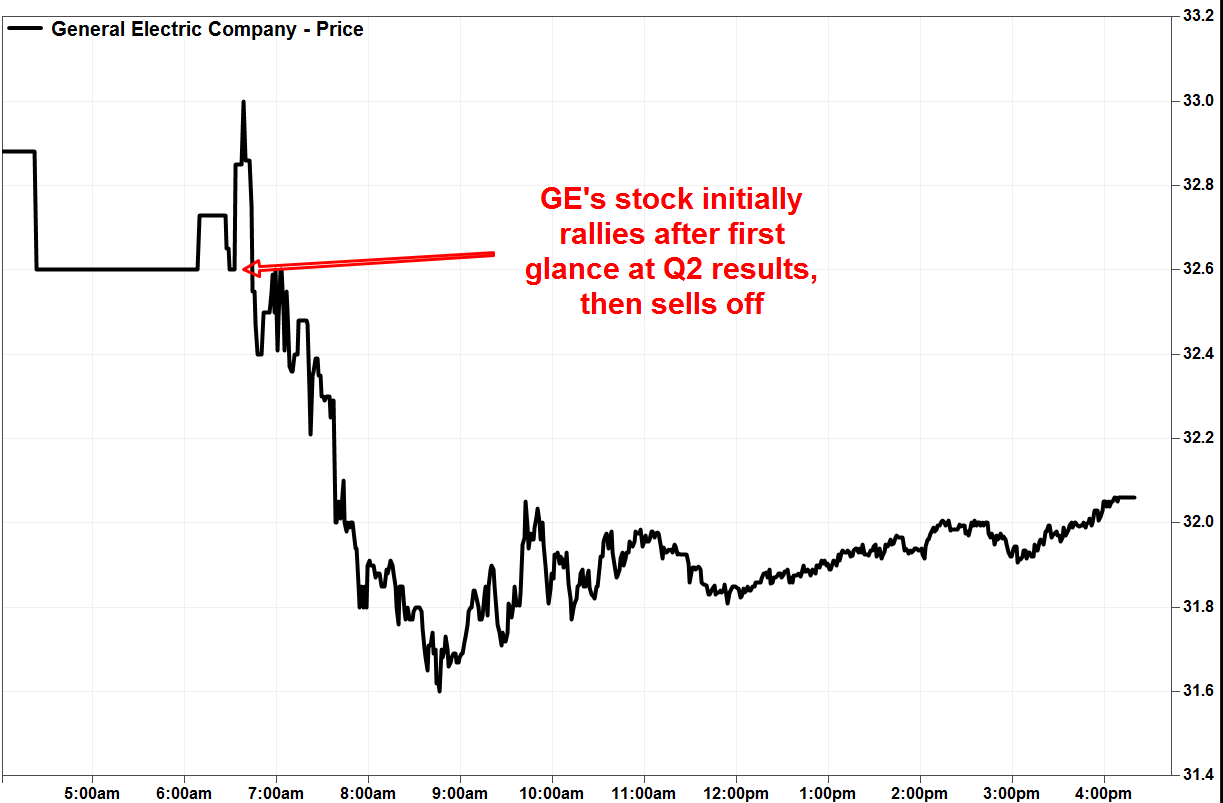 General Electric Company - Price
33.2
33.0
32.8
GE's stock initially
rallies after first
glance at Q2 results,
then sells off
32.6
32.4
32.2
32.0
31.8
31.6
31.4
5:00am 6:00am 7:00am 8:00am 9:00am 10:00am 11:00am 12:00pm 1:00pm 2:00pm 3:00pm 4:00pm